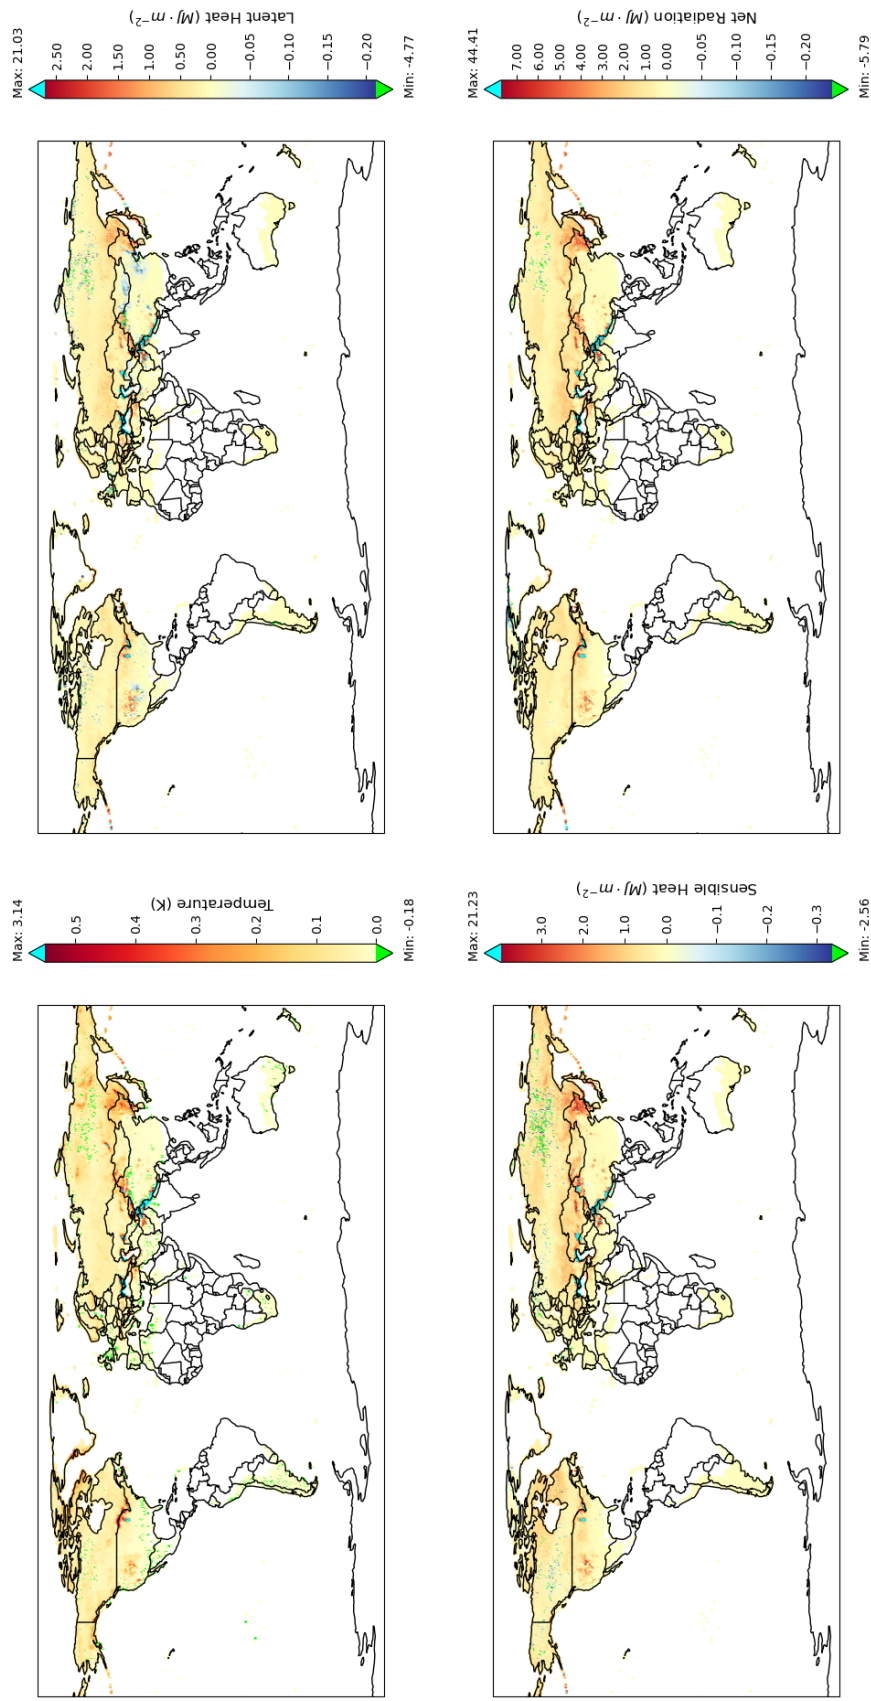 Max: 21.03
2.50
2.00
1.50
1.00
0.50
0.00
−0.05
−0.10
−0.15
−0.20
Min: -4.77
Latent Heat (MJ · m⁻²)
Max: 44.41
7.00
6.00
4.00
3.00
2.00
1.00
0.00
−0.05
−0.10
−0.15
−0.20
Min: -5.79
Net Radiation (MJ · m⁻²)
Max: 3.14
0.5
0.4
0.3
0.2
0.1
0.0
Min: -0.18
Temperature (K)
Max: 21.23
3.0
2.0
1.0
0.0
−0.1
−0.2
−0.3
Min: -2.56
Sensible Heat (MJ · m⁻²)